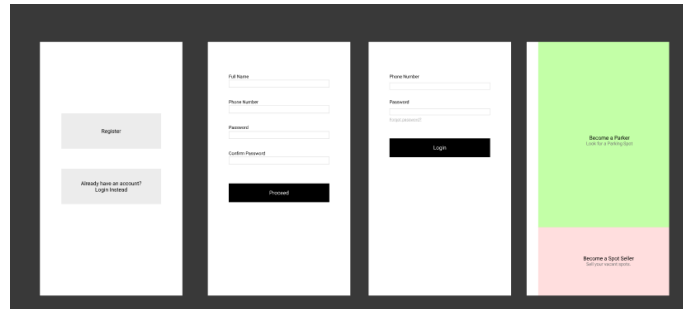 Register
Already have an account?
Login Instead
Full Name
Phone Number
Password
Confirm Password
Proceed
Phone Number
Password
Forgot password?
Login
Become a Parker
Look for a Parking Spot
Become a Spot Seller
Sell your vacant spots.